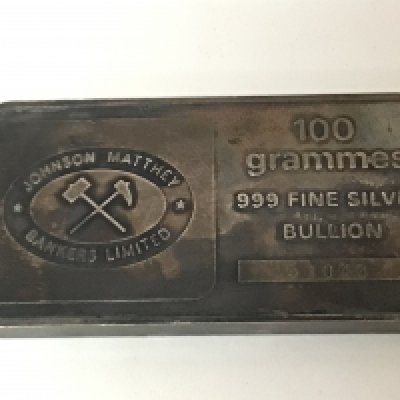 JOHNSON MATTHEY
BANKERS LIMITED
100
grammes
999 FINE SILVE
BULLION